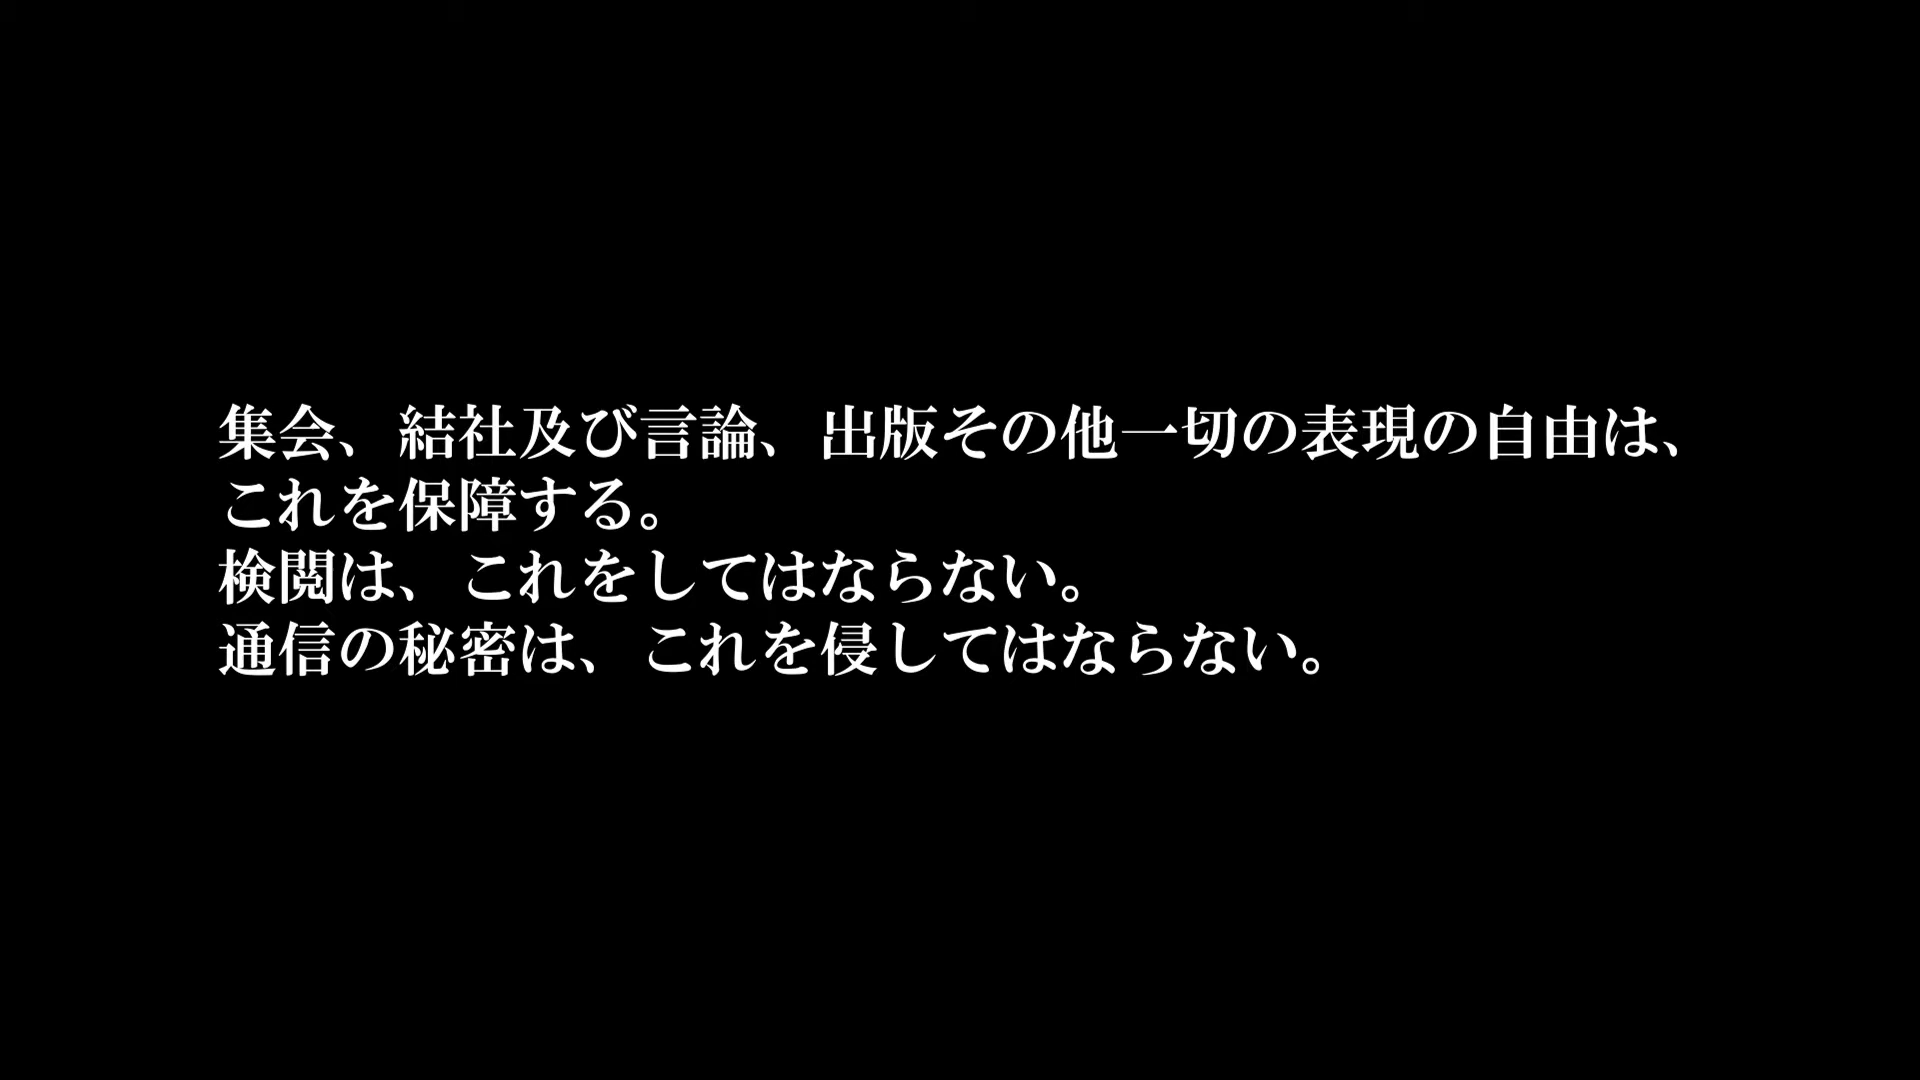 集会、結社及び言論、出版その他一切の表現の自由は、
これを保障する。
検閲は、これをしてはならない。
通信の秘密は、これを侵してはならない。